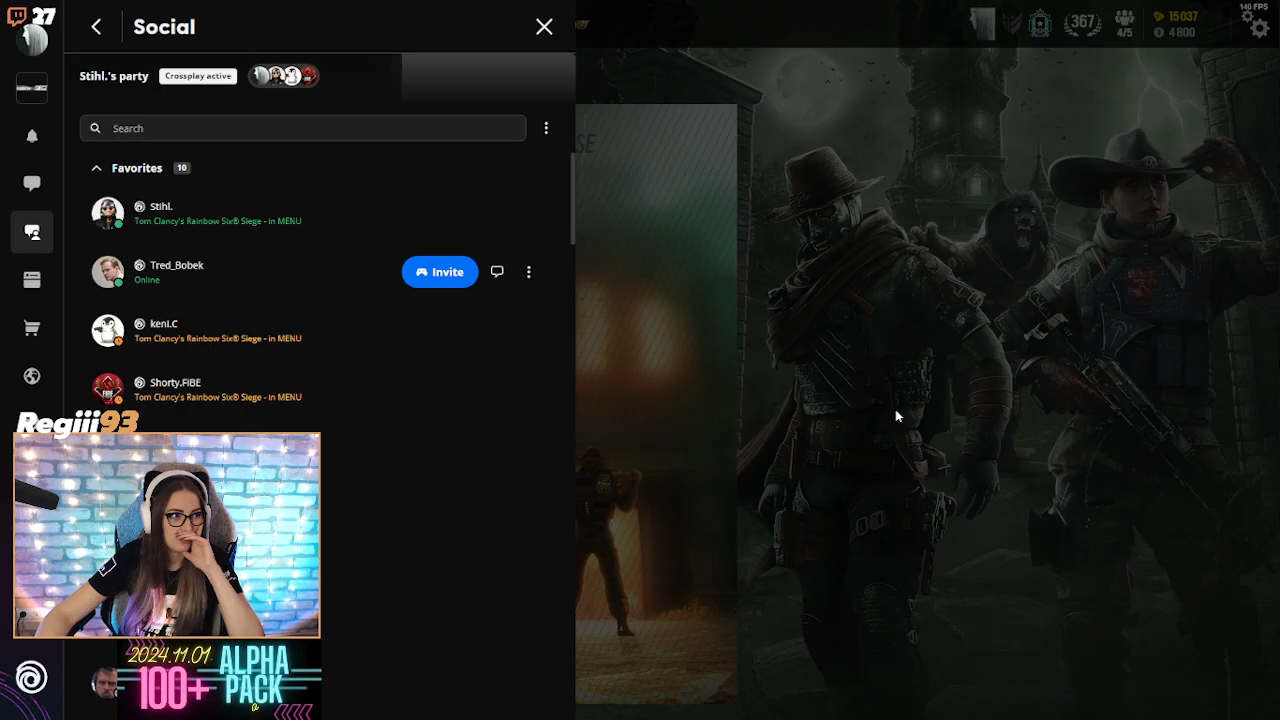 27
Social
140 FPS
367
4/5
15 037
4 800
Stihl.'s party
Crossplay active
Search
SE
Favorites
10
Stihl.
Tom Clancy's Rainbow Six® Siege - in MENU
Tred_Bobek
Online
Invite
keni.C
Tom Clancy's Rainbow Six® Siege - in MENU
Shorty.FiBE
Tom Clancy's Rainbow Six® Siege - in MENU
Regiii93
2024.11.01
100+
ALPHA
PACK